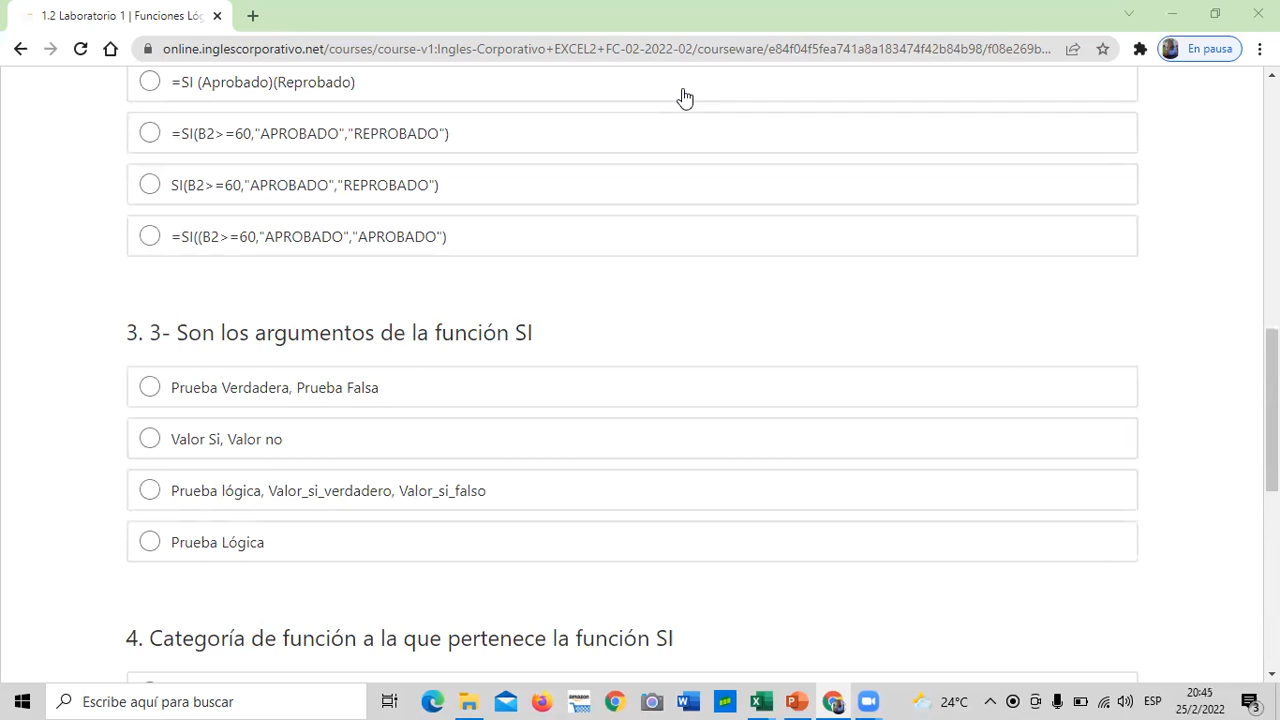 1.2 Laboratorio 1 | Funciones Lóg
online.inglescorporativo.net/courses/course-v1:Ingles-Corporativo+EXCEL2+FC-02-2022-02/courseware/e84f04f5fea741a8a183474f42b84b98/f08e269b...
En pausa
=SI (Aprobado)(Reprobado)
=SI(B2>=60,"APROBADO","REPROBADO")
SI(B2>=60,"APROBADO","REPROBADO")
=SI((B2>=60,"APROBADO","APROBADO")
3. 3- Son los argumentos de la función SI
Prueba Verdadera, Prueba Falsa
Valor Si, Valor no
Prueba lógica, Valor_si_verdadero, Valor_si_falso
Prueba Lógica
4. Categoría de función a la que pertenece la función SI
Escribe aquí para buscar
amazon
24°C
ESP
20:45
25/2/2022
3